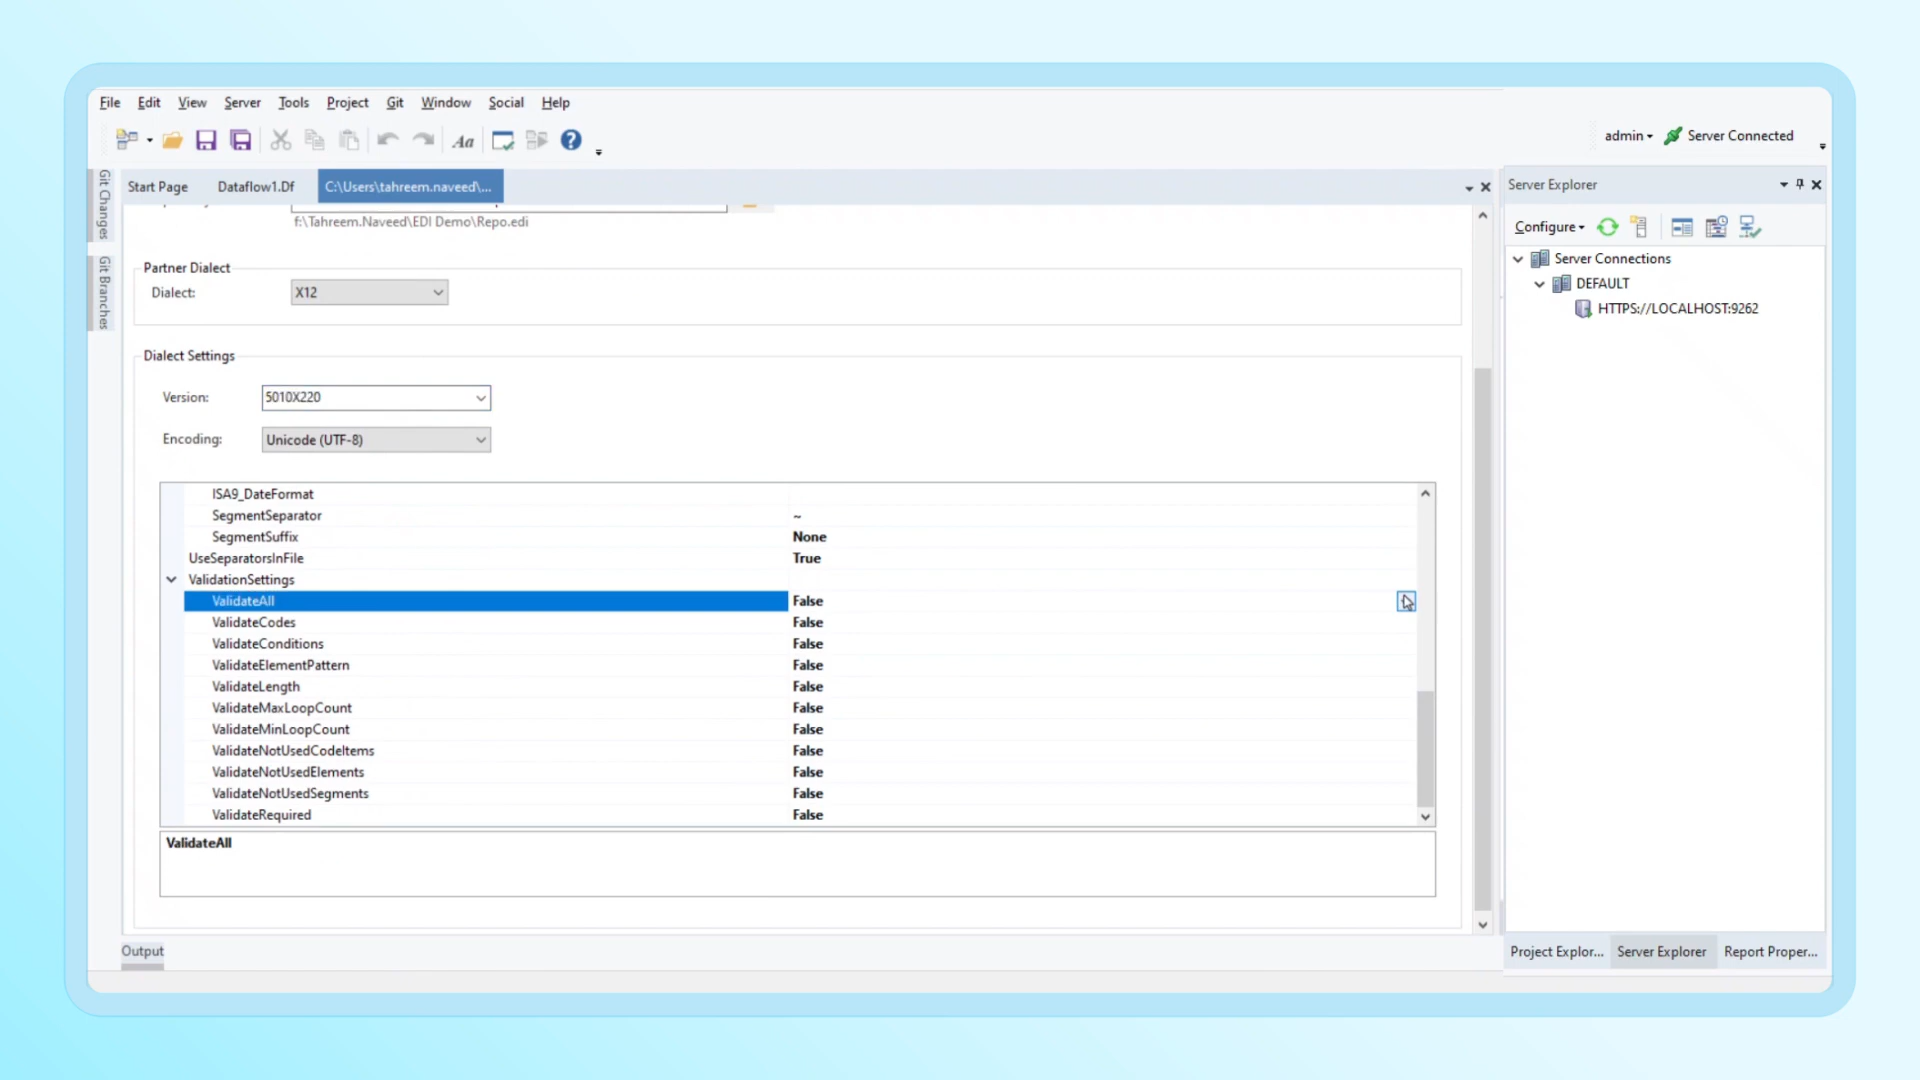 File Edit View Server Tools Project Git Window Social Help
Aa
admin Server Connected
Git Changes
Git Branches
Start Page Dataflow1.Df C:\Users\tahreem.naveed\...
f:\Tahreem.Naveed\EDI Demo\Repo.edi
Partner Dialect
Dialect: X12
Dialect Settings
Version: 5010X220
Encoding: Unicode (UTF-8)
ISA9_DateFormat
SegmentSeparator ~
SegmentSuffix None
UseSeparatorsInFile True
ValidationSettings
ValidateAll False
ValidateCodes False
ValidateConditions False
ValidateElementPattern False
ValidateLength False
ValidateMaxLoopCount False
ValidateMinLoopCount False
ValidateNotUsedCodeItems False
ValidateNotUsedElements False
ValidateNotUsedSegments False
ValidateRequired False
ValidateAll
Output
Server Explorer
Configure
Server Connections
DEFAULT
HTTPS://LOCALHOST:9262
Project Explor... Server Explorer Report Proper...